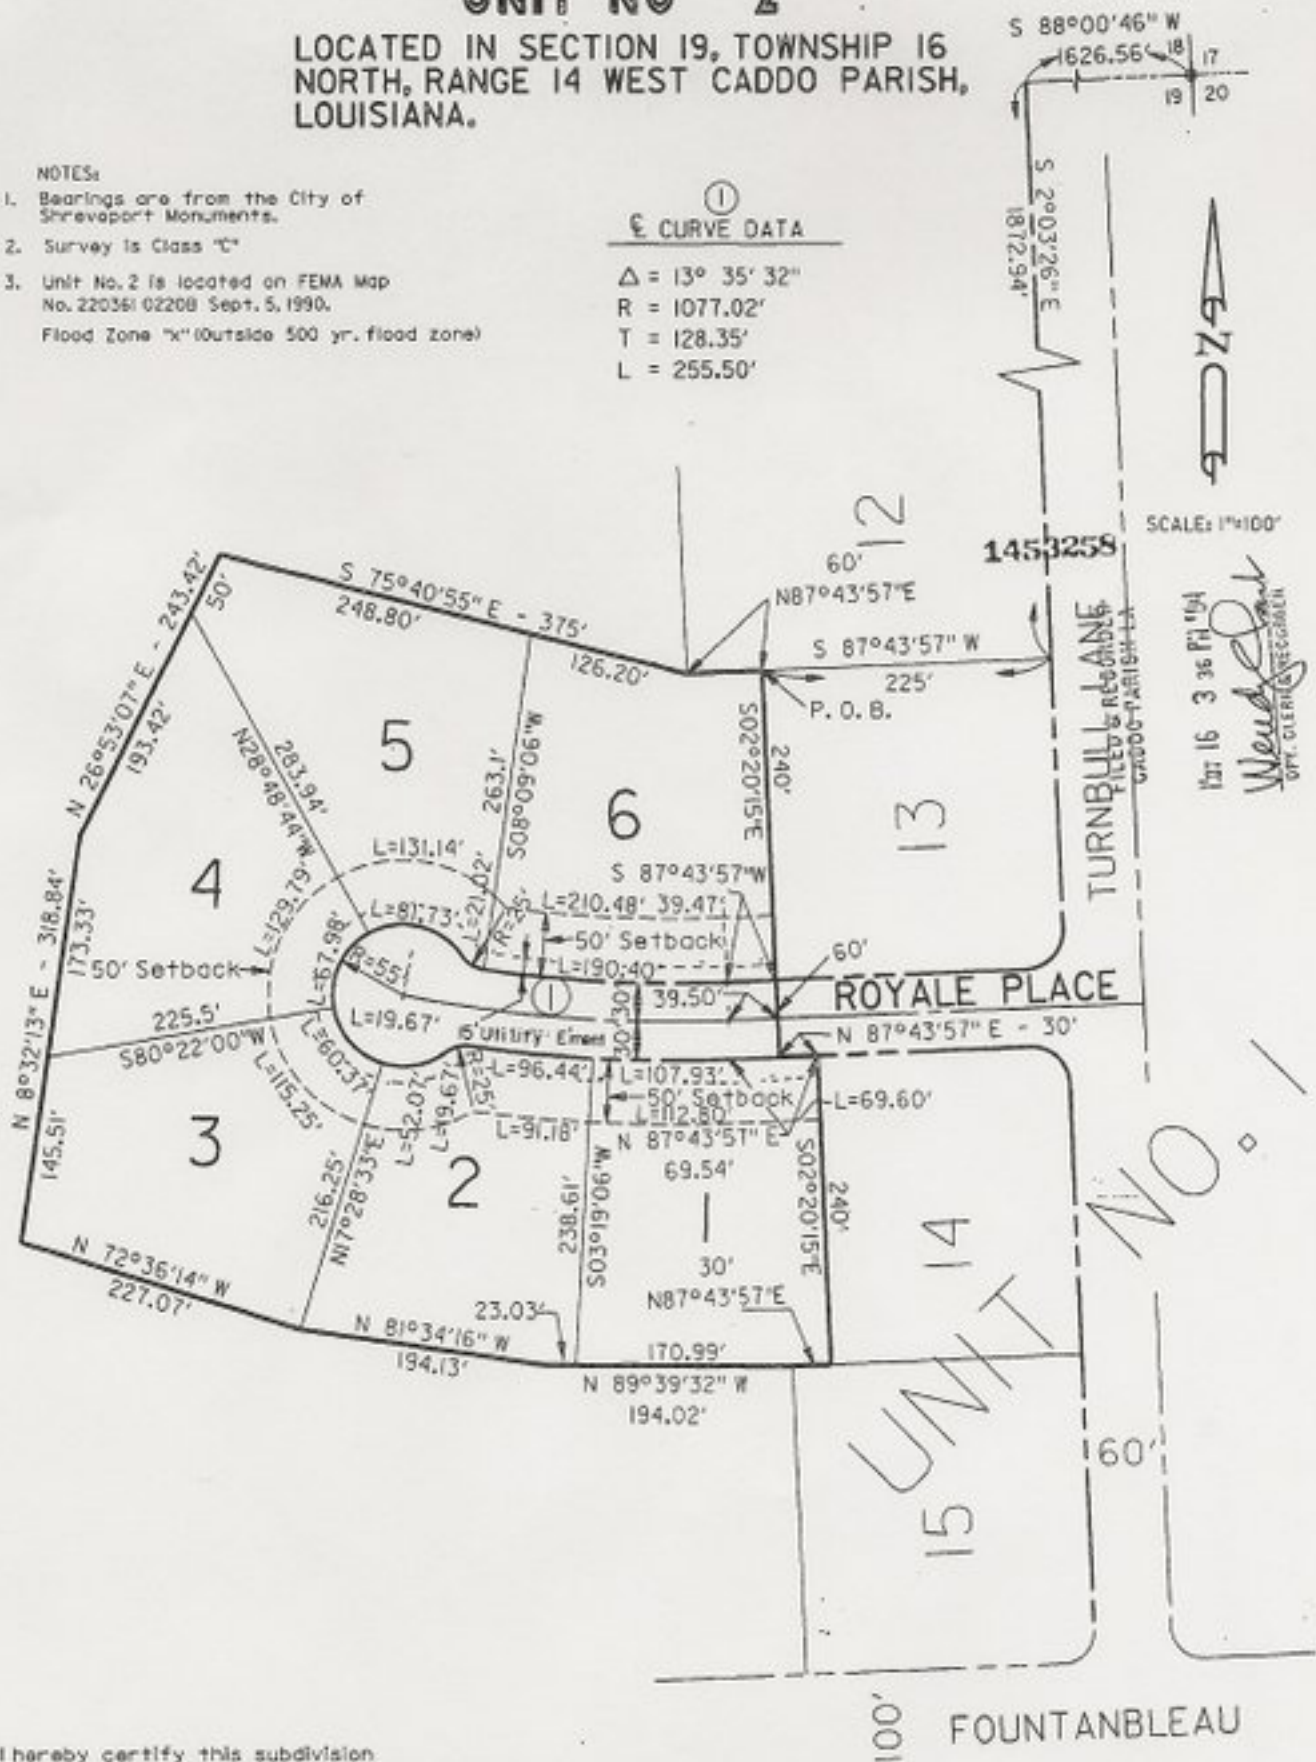 UNIT NO 2
LOCATED IN SECTION 19, TOWNSHIP 16
NORTH, RANGE 14 WEST CADDO PARISH,
LOUISIANA.
S 88°00'46" W
1626.56'
18 17
19 20
NOTES:
1. Bearings are from the City of
Shreveport Monuments.
2. Survey is Class "C"
3. Unit No. 2 is located on FEMA Map
No. 220361 0220B Sept. 5, 1990.
Flood Zone "x" (Outside 500 yr. flood zone)
1
℄ CURVE DATA
Δ = 13° 35' 32"
R = 1077.02'
T = 128.35'
L = 255.50'
S 2°03'26" E
1872.94'
N
SCALE: 1"=100'
12
1453258
60'
N87°43'57"E
S 87°43'57" W
225'
P. O. B.
TURNBULL LANE
FILED & RECORDED
CADDO PARISH LA
16 3 36 PM
S 75°40'55" E - 375'
248.80'
126.20'
N 26°53'07" E - 243.42'
50'
193.42'
N28°48'44"W
283.94'
5
263.1'
S08°09'06"W
6
S02°20'15"E
240'
13
4
L=131.14'
L=129.79'
S 87°43'57"W
L=210.48' 39.47'
L=21.02'
R=25'
L=81.73'
50' Setback
L=190.40'
60'
N 8°32'13" E - 318.84'
173.33'
50' Setback
L=67.98'
R=55'
1
39.50'
ROYALE PLACE
L=19.67'
15' Utility E'ment
30' 30'
N 87°43'57" E - 30'
225.5'
S80°22'00"W
L=60.37'
L=115.25'
R=25'
L=96.44'
L=107.93'
50' Setback
L=69.60'
L=52.07'
L=19.67'
L=112.80'
L=91.18'
N 87°43'57" E
69.54'
145.51'
3
216.25'
N17°28'33"E
2
238.61'
S03°19'06"W
1
S02°20'15"E
240'
14
30'
N87°43'57"E
N 72°36'14" W
227.07'
23.03'
N 81°34'16" W
194.13'
170.99'
N 89°39'32" W
194.02'
UNIT NO. 1
60'
15
100'
FOUNTANBLEAU
I hereby certify this subdivision